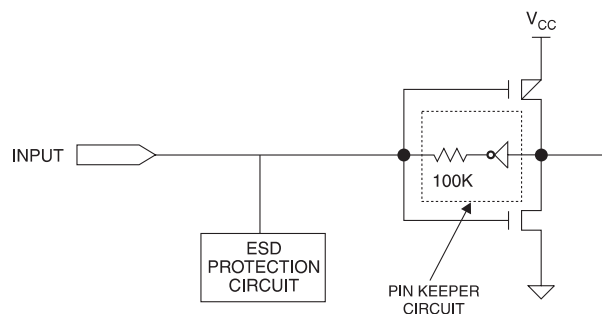 VCC
INPUT
100K
ESD
PROTECTION
CIRCUIT
PIN KEEPER
CIRCUIT